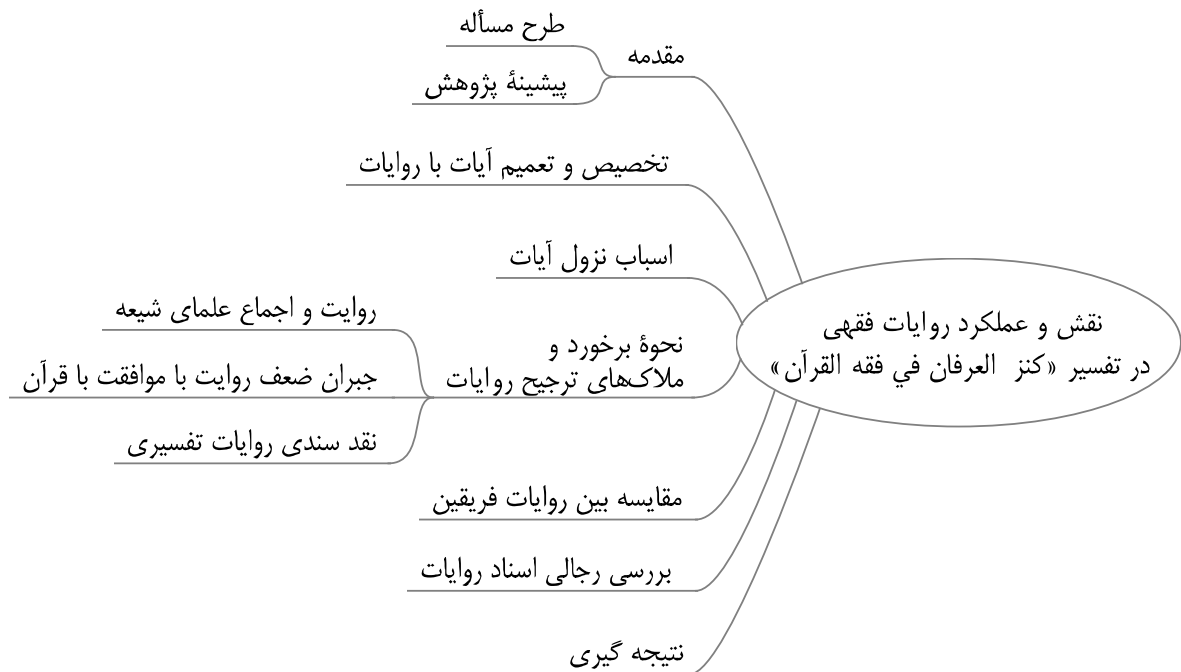 نقش و عملکرد روایات فقهی
در تفسیر «کنز العرفان في فقه القرآن»
مقدمه
طرح مسأله
پیشینۀ پژوهش
تخصیص و تعمیم آیات با روایات
اسباب نزول آیات
نحوۀ برخورد و
ملاک‌های ترجیح روایات
روایت و اجماع علمای شیعه
جبران ضعف روایت با موافقت با قرآن
نقد سندی روایات تفسیری
مقایسه بین روایات فریقین
بررسی رجالی اسناد روایات
نتیجه گیری